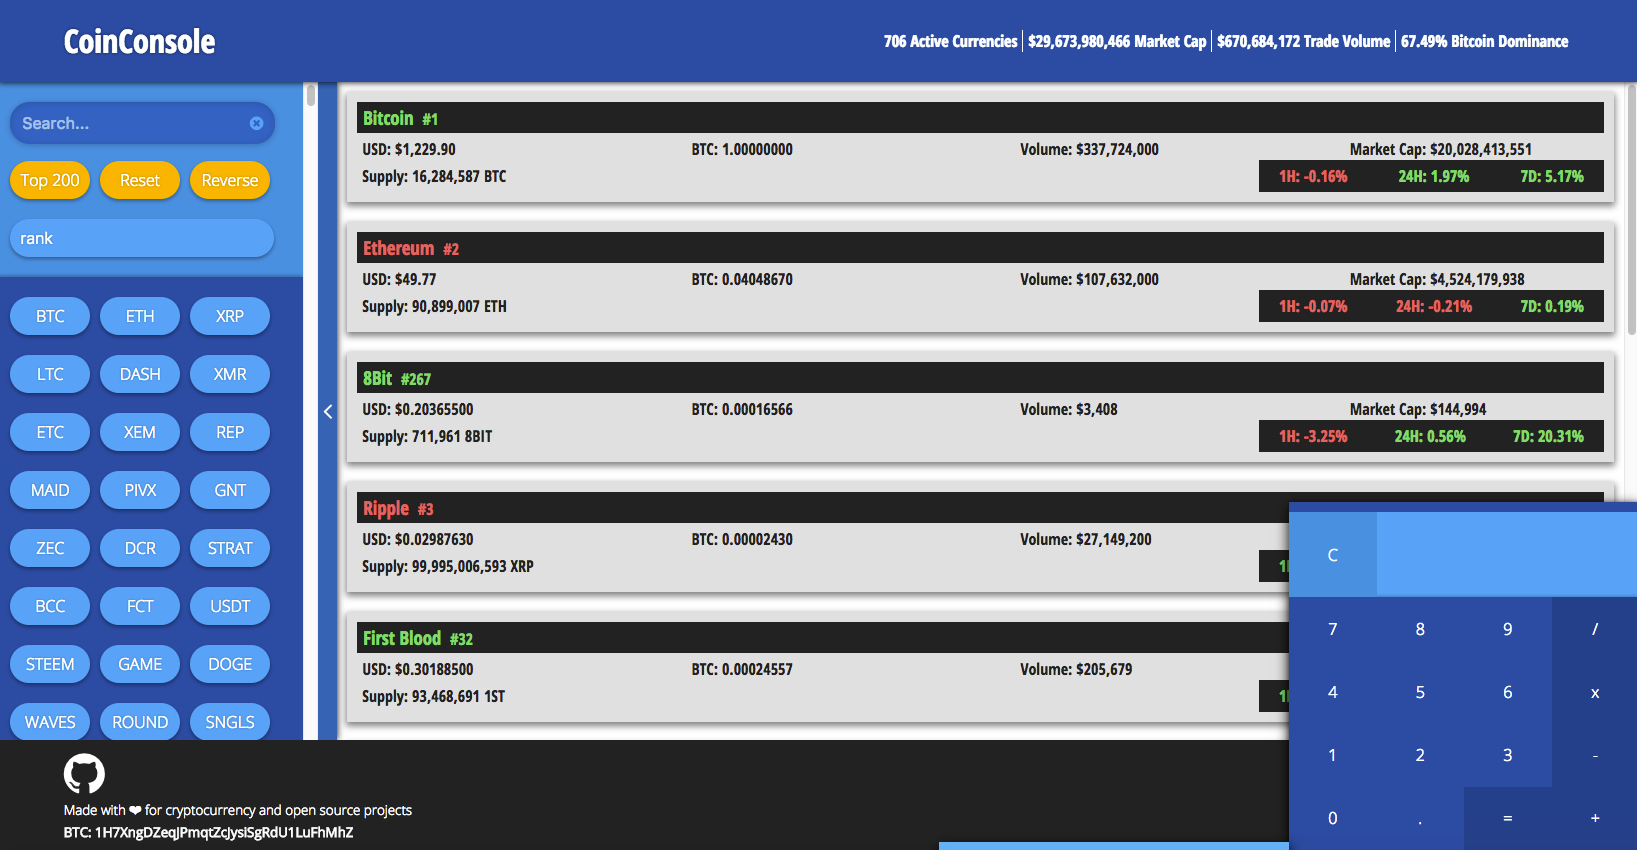 CoinConsole
706 Active Currencies $29,673,980,466 Market Cap $670,684,172 Trade Volume 67.49% Bitcoin Dominance
Search...
Top 200 Reset Reverse
rank
BTC ETH XRP
LTC DASH XMR
ETC XEM REP
MAID PIVX GNT
ZEC DCR STRAT
BCC FCT USDT
STEEM GAME DOGE
WAVES ROUND SNGLS
Bitcoin #1
USD: $1,229.90 BTC: 1.00000000 Volume: $337,724,000 Market Cap: $20,028,413,551
Supply: 16,284,587 BTC 1H: -0.16% 24H: 1.97% 7D: 5.17%
Ethereum #2
USD: $49.77 BTC: 0.04048670 Volume: $107,632,000 Market Cap: $4,524,179,938
Supply: 90,899,007 ETH 1H: -0.07% 24H: -0.21% 7D: 0.19%
8Bit #267
USD: $0.20365500 BTC: 0.00016566 Volume: $3,408 Market Cap: $144,994
Supply: 711,961 8BIT 1H: -3.25% 24H: 0.56% 7D: 20.31%
Ripple #3
USD: $0.02987630 BTC: 0.00002430 Volume: $27,149,200
Supply: 99,995,006,593 XRP
First Blood #32
USD: $0.30188500 BTC: 0.00024557 Volume: $205,679
Supply: 93,468,691 1ST
C
7 8 9 /
4 5 6 x
1 2 3 -
0 . = +
Made with ❤ for cryptocurrency and open source projects
BTC: 1H7XngDZeqJPmqtZcJysiSgRdU1LuFhMhZ